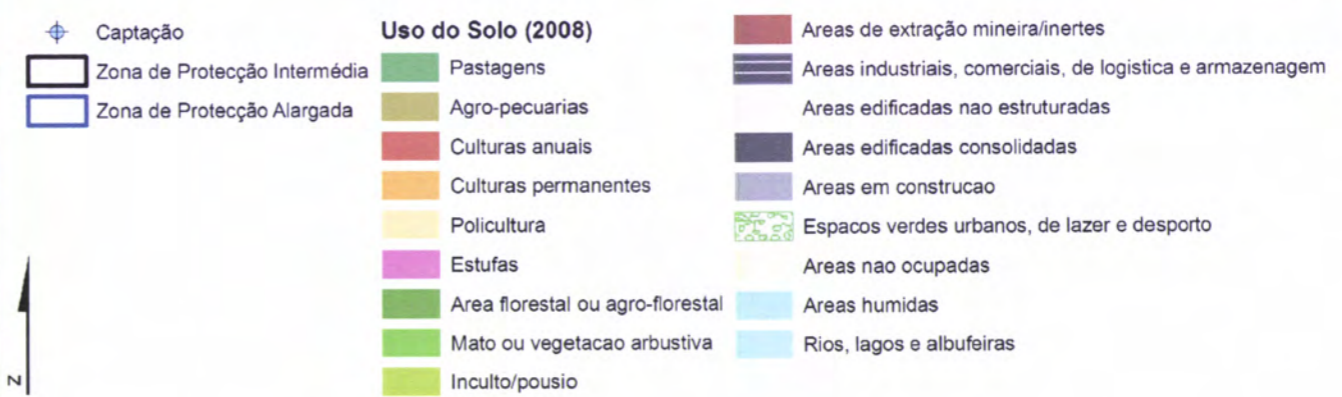 Captação
Zona de Protecção Intermédia
Zona de Protecção Alargada
Uso do Solo (2008)
Pastagens
Agro-pecuarias
Culturas anuais
Culturas permanentes
Policultura
Estufas
Area florestal ou agro-florestal
Mato ou vegetacao arbustiva
Inculto/pousio
Areas de extração mineira/inertes
Areas industriais, comerciais, de logistica e armazenagem
Areas edificadas nao estruturadas
Areas edificadas consolidadas
Areas em construcao
Espacos verdes urbanos, de lazer e desporto
Areas nao ocupadas
Areas humidas
Rios, lagos e albufeiras
N